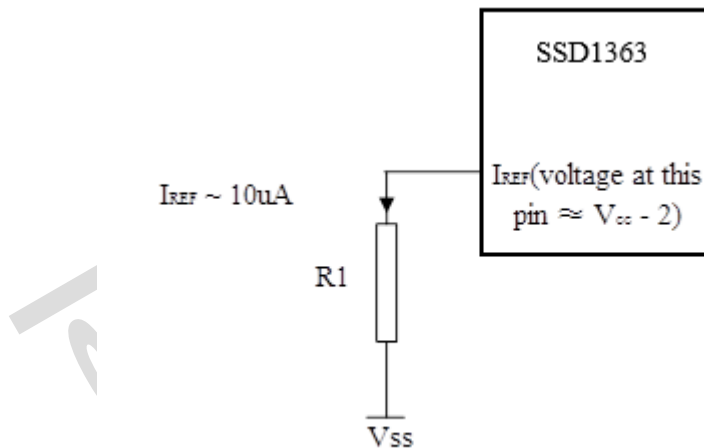 SSD1363
IREF ~ 10uA
IREF(voltage at this
pin ≈ Vcc - 2)
R1
Vss